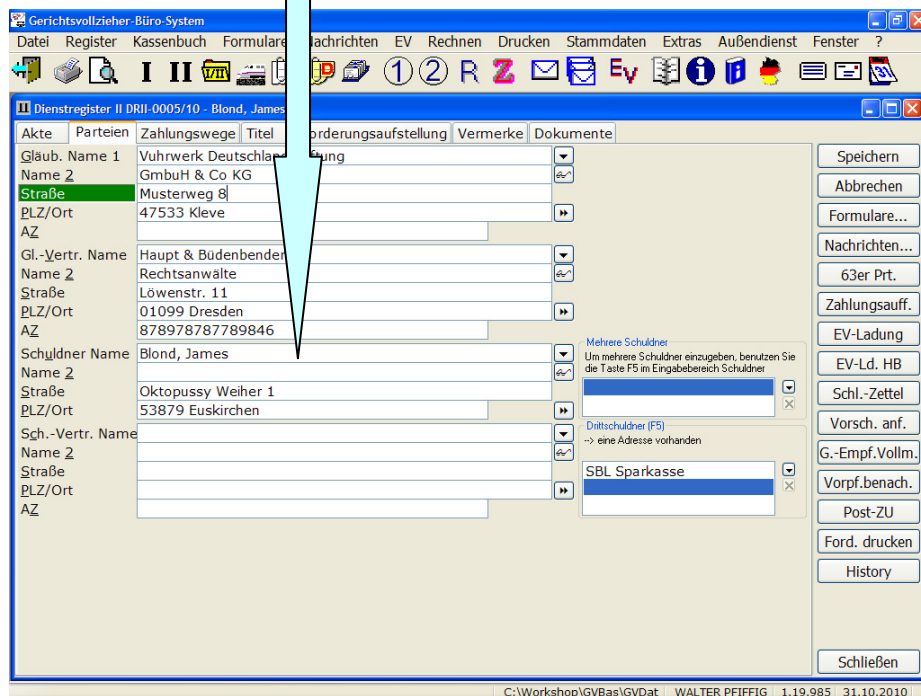 Gerichtsvollzieher-Büro-System
Datei Register Kassenbuch Formulare Nachrichten EV Rechnen Drucken Stammdaten Extras Außendienst Fenster ?
I II VII 1 2 R Z Ev 31
II Dienstregister II DRII-0005/10 - Blond, James
Akte Parteien Zahlungswege Titel Forderungsaufstellung Vermerke Dokumente
Gläub. Name 1 Vuhrwerk Deutschland
Name 2 GmbuH & Co KG
Straße Musterweg 8
PLZ/Ort 47533 Kleve
AZ
Gl.-Vertr. Name Haupt & Büdenbender
Name 2 Rechtsanwälte
Straße Löwenstr. 11
PLZ/Ort 01099 Dresden
AZ 878978787789846
Schuldner Name Blond, James
Name 2
Straße Oktopussy Weiher 1
PLZ/Ort 53879 Euskirchen
Sch.-Vertr. Name
Name 2
Straße
PLZ/Ort
AZ
Mehrere Schuldner
Um mehrere Schuldner einzugeben, benutzen Sie
die Taste F5 im Eingabebereich Schuldner
Drittschuldner (F5)
--> eine Adresse vorhanden
SBL Sparkasse
Speichern
Abbrechen
Formulare...
Nachrichten...
63er Prt.
Zahlungsauff.
EV-Ladung
EV-Ld. HB
Schl.-Zettel
Vorsch. anf.
G.-Empf.Vollm.
Vorpf.benach.
Post-ZU
Ford. drucken
History
Schließen
C:\Workshop\GVBas\GVDat WALTER PFEIFFIG 1.19.985 31.10.2010